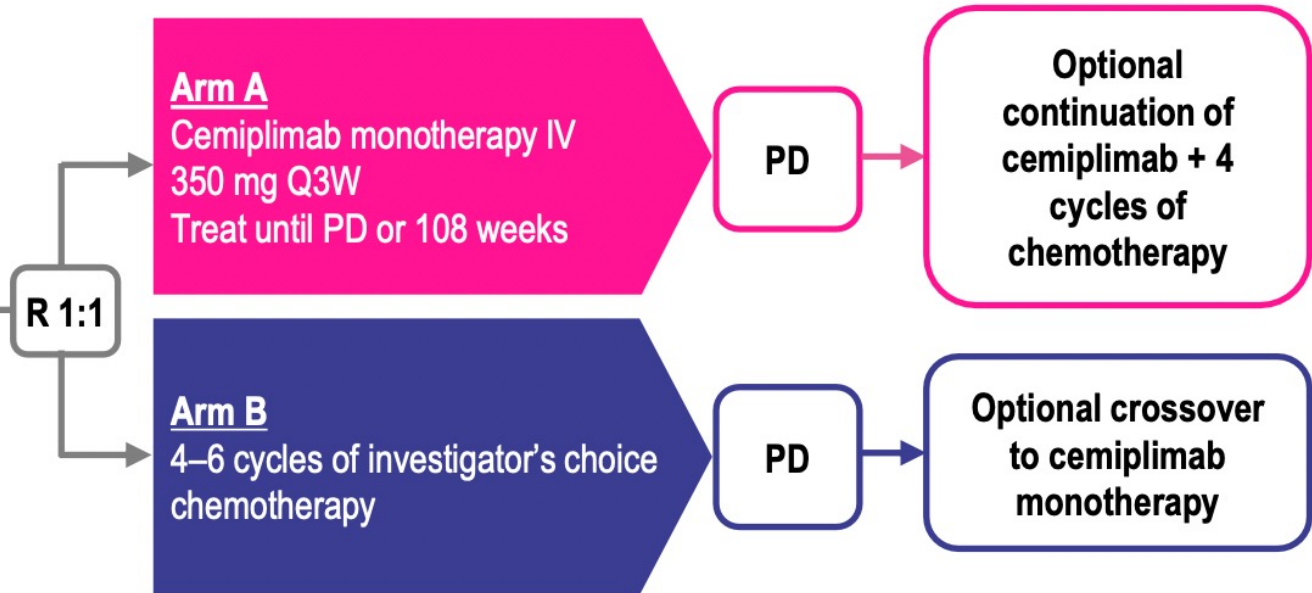 R 1:1
Arm A
Cemiplimab monotherapy IV
350 mg Q3W
Treat until PD or 108 weeks
PD
Optional
continuation of
cemiplimab + 4
cycles of
chemotherapy
Arm B
4–6 cycles of investigator’s choice
chemotherapy
PD
Optional crossover
to cemiplimab
monotherapy